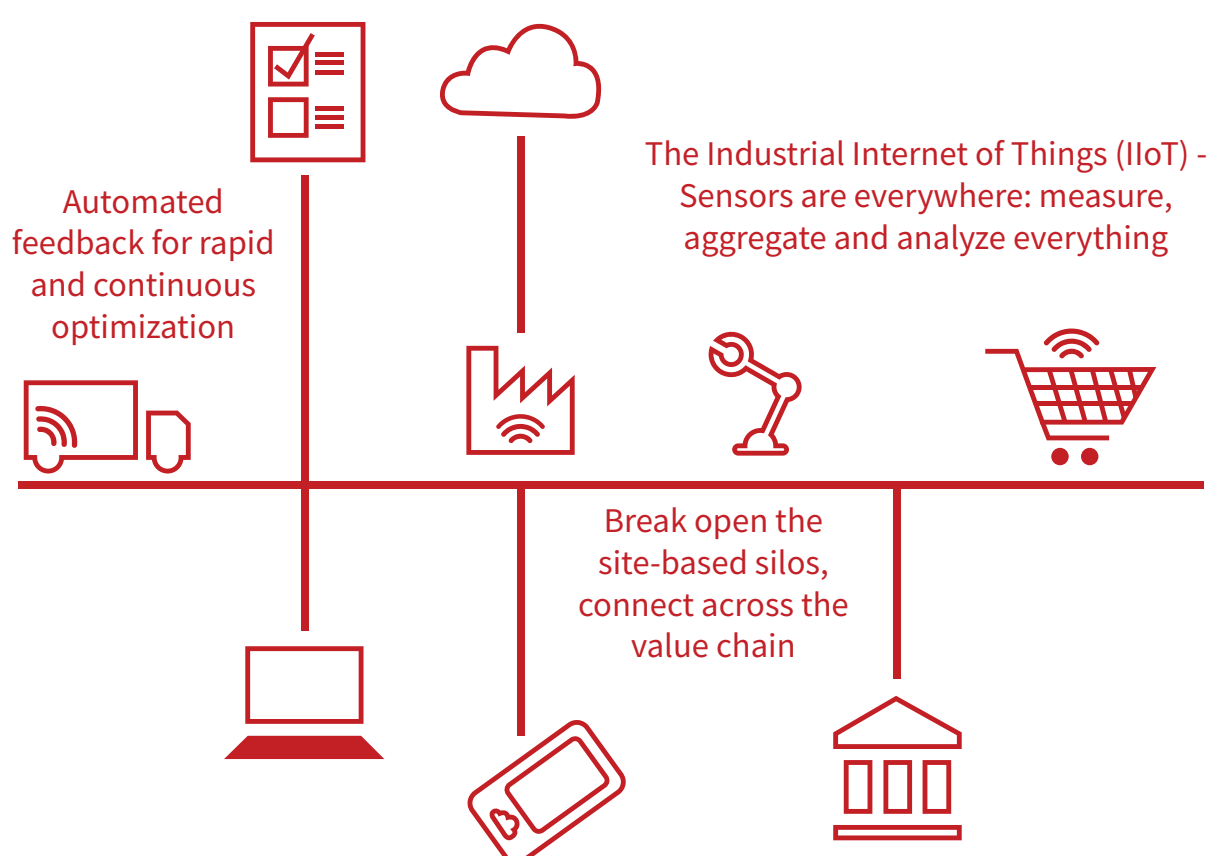 Automated
feedback for rapid
and continuous
optimization
The Industrial Internet of Things (IIoT) -
Sensors are everywhere: measure,
aggregate and analyze everything
Break open the
site-based silos,
connect across the
value chain